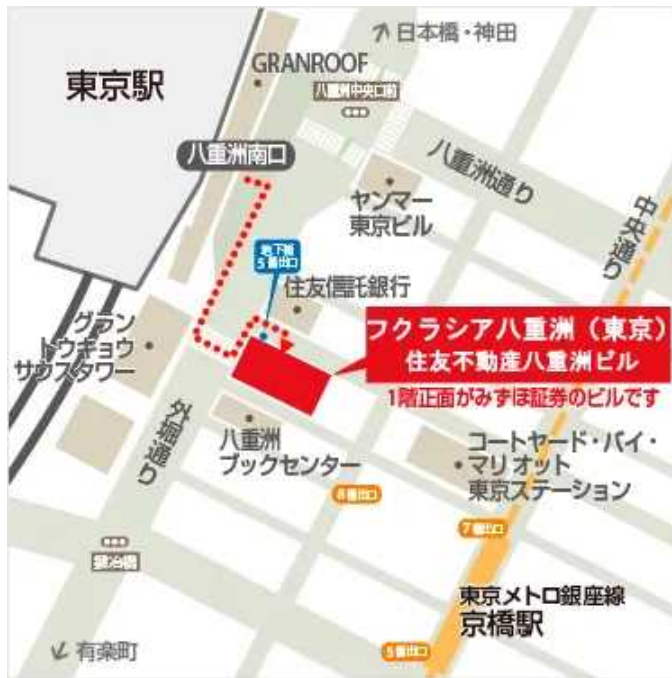 日本橋・神田
GRANROOF
東京駅
八重洲中央口前
八重洲南口
八重洲通り
ヤンマー
東京ビル
中央通り
地下街
5番出口
住友信託銀行
グラン
トウキョウ
サウスタワー
フクラシア八重洲（東京）
住友不動産八重洲ビル
1階正面がみずほ証券のビルです
外堀通り
八重洲
ブックセンター
コートヤード・バイ・
マリオット
東京ステーション
8番出口
7番出口
鍛冶橋
東京メトロ銀座線
京橋駅
有楽町
5番出口